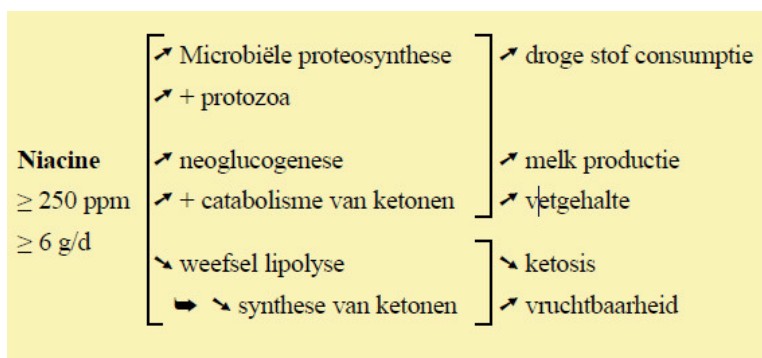 ↗ Microbiële proteosynthese ↗ droge stof consumptie
↗ + protozoa
Niacine ↗ neoglucogenese ↗ melk productie
≥ 250 ppm ↗ + catabolisme van ketonen ↗ vetgehalte
≥ 6 g/d
↘ weefsel lipolyse ↘ ketosis
➥ ↘ synthese van ketonen ↗ vruchtbaarheid